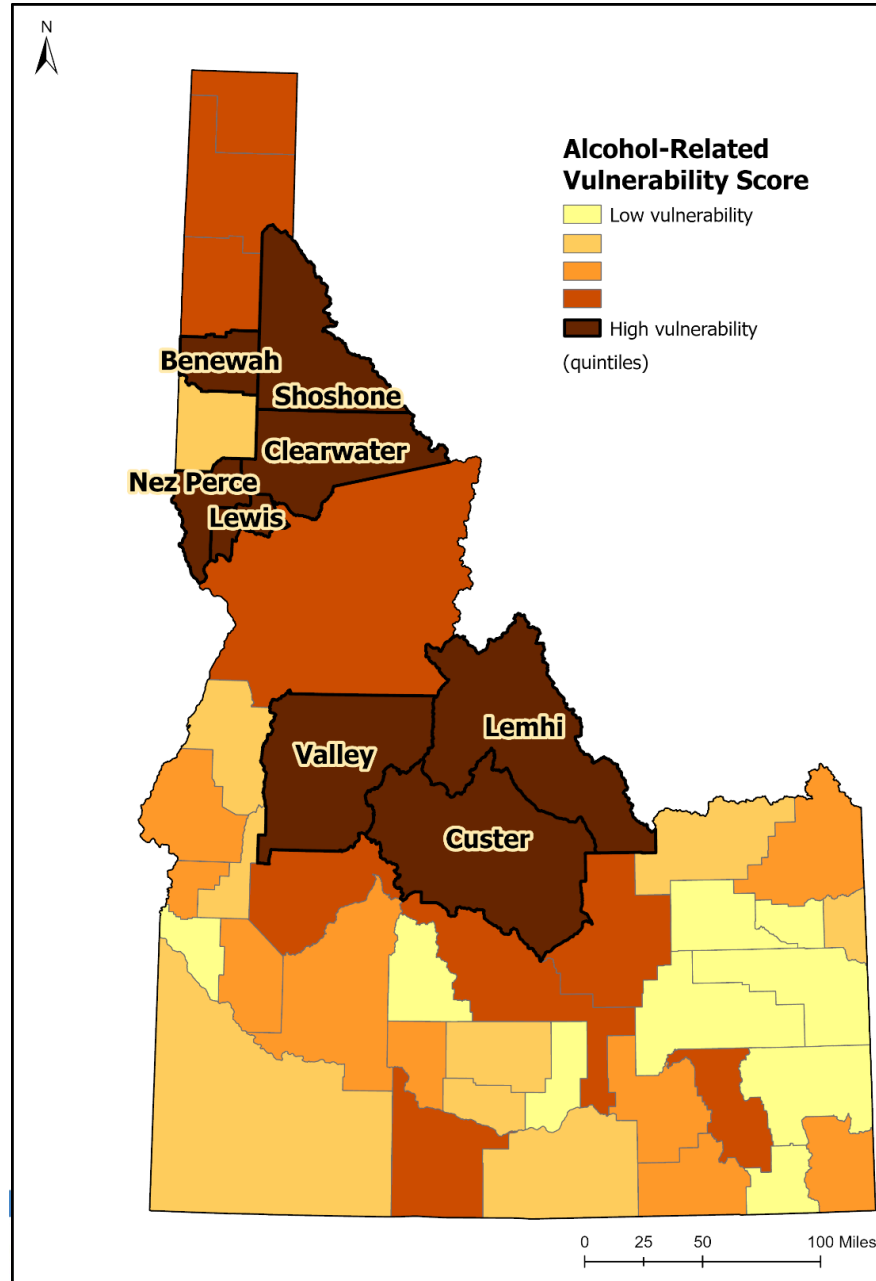 N
Alcohol-Related
Vulnerability Score
Low vulnerability
High vulnerability
(quintiles)
Benewah
Shoshone
Clearwater
Nez Perce
Lewis
Lemhi
Valley
Custer
0 25 50 100 Miles